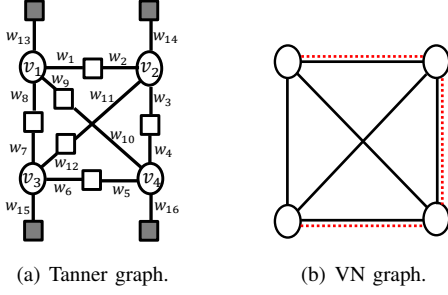 w₁₃ w₁₄
w₁ w₂
v₁ v₂
w₉
w₈ w₁₁ w₃
w₁₀
w₇ w₁₂ w₄
v₃ v₄
w₆ w₅
w₁₅ w₁₆
(a) Tanner graph. (b) VN graph.